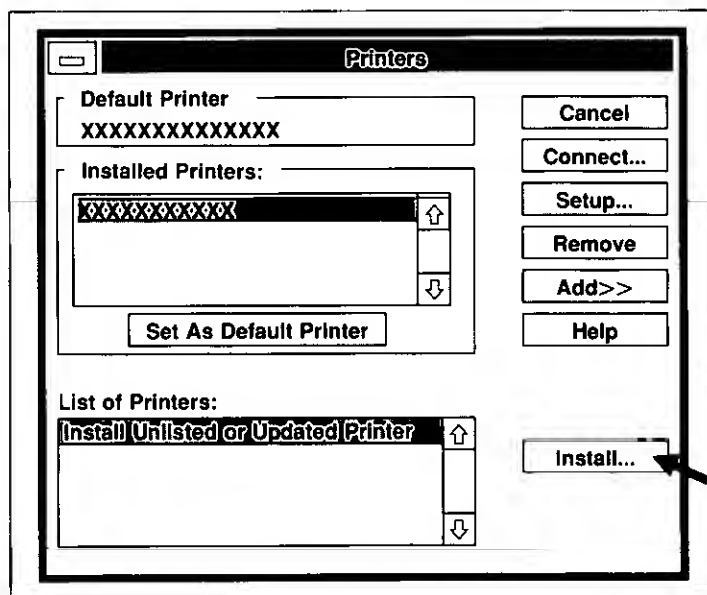 Printers
Default Printer
XXXXXXXXXXXXXX
Installed Printers:
XXXXXXXXXXX
Set As Default Printer
Cancel
Connect...
Setup...
Remove
Add>>
Help
List of Printers:
Install Unlisted or Updated Printer
Install...